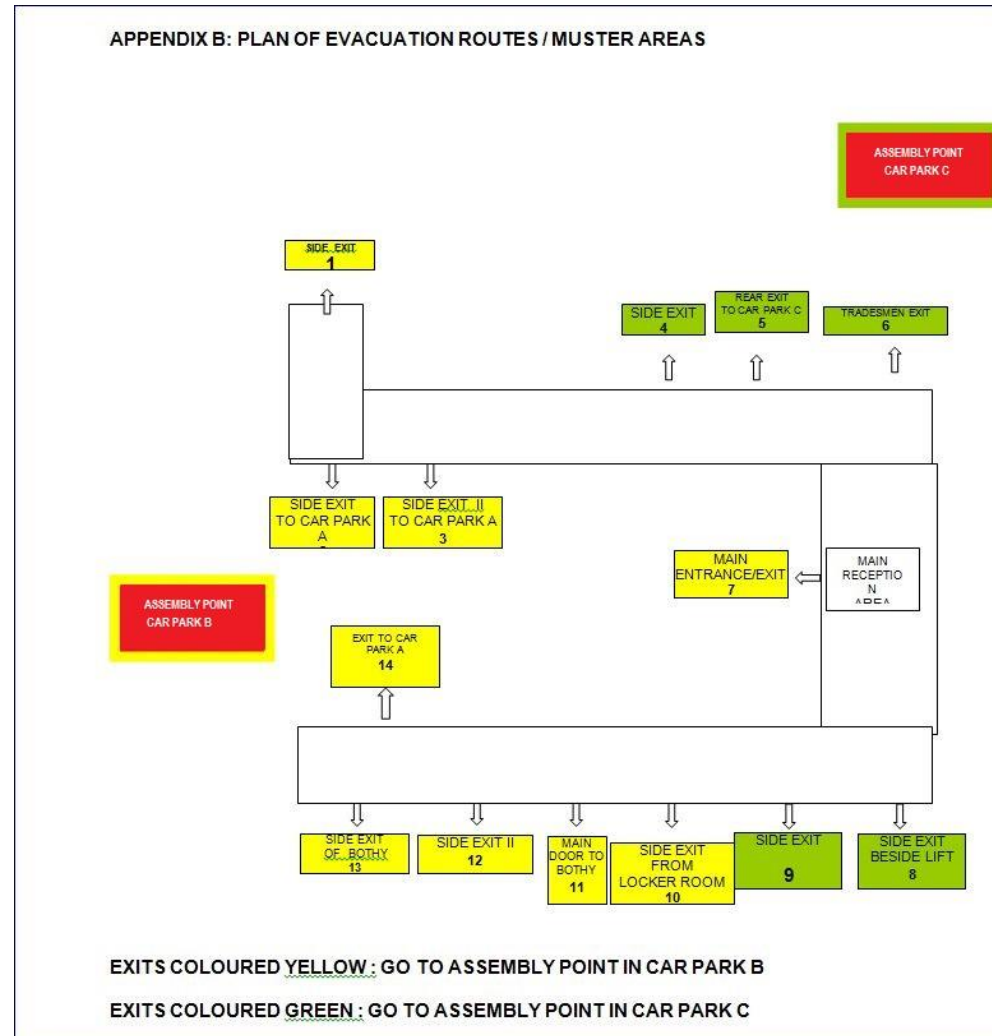 APPENDIX B: PLAN OF EVACUATION ROUTES / MUSTER AREAS
ASSEMBLY POINT
CAR PARK C
SIDE EXIT
1
SIDE EXIT
4
REAR EXIT
TO CAR PARK C
5
TRADESMEN EXIT
6
SIDE EXIT
TO CAR PARK
A
SIDE EXIT II
TO CAR PARK A
3
MAIN
ENTRANCE/EXIT
7
MAIN
RECEPTIO
N
AREA
ASSEMBLY POINT
CAR PARK B
EXIT TO CAR
PARK A
14
SIDE EXIT
OF BOTHY
13
SIDE EXIT II
12
MAIN
DOOR TO
BOTHY
11
SIDE EXIT
FROM
LOCKER ROOM
10
SIDE EXIT
9
SIDE EXIT
BESIDE LIFT
8
EXITS COLOURED YELLOW : GO TO ASSEMBLY POINT IN CAR PARK B
EXITS COLOURED GREEN : GO TO ASSEMBLY POINT IN CAR PARK C